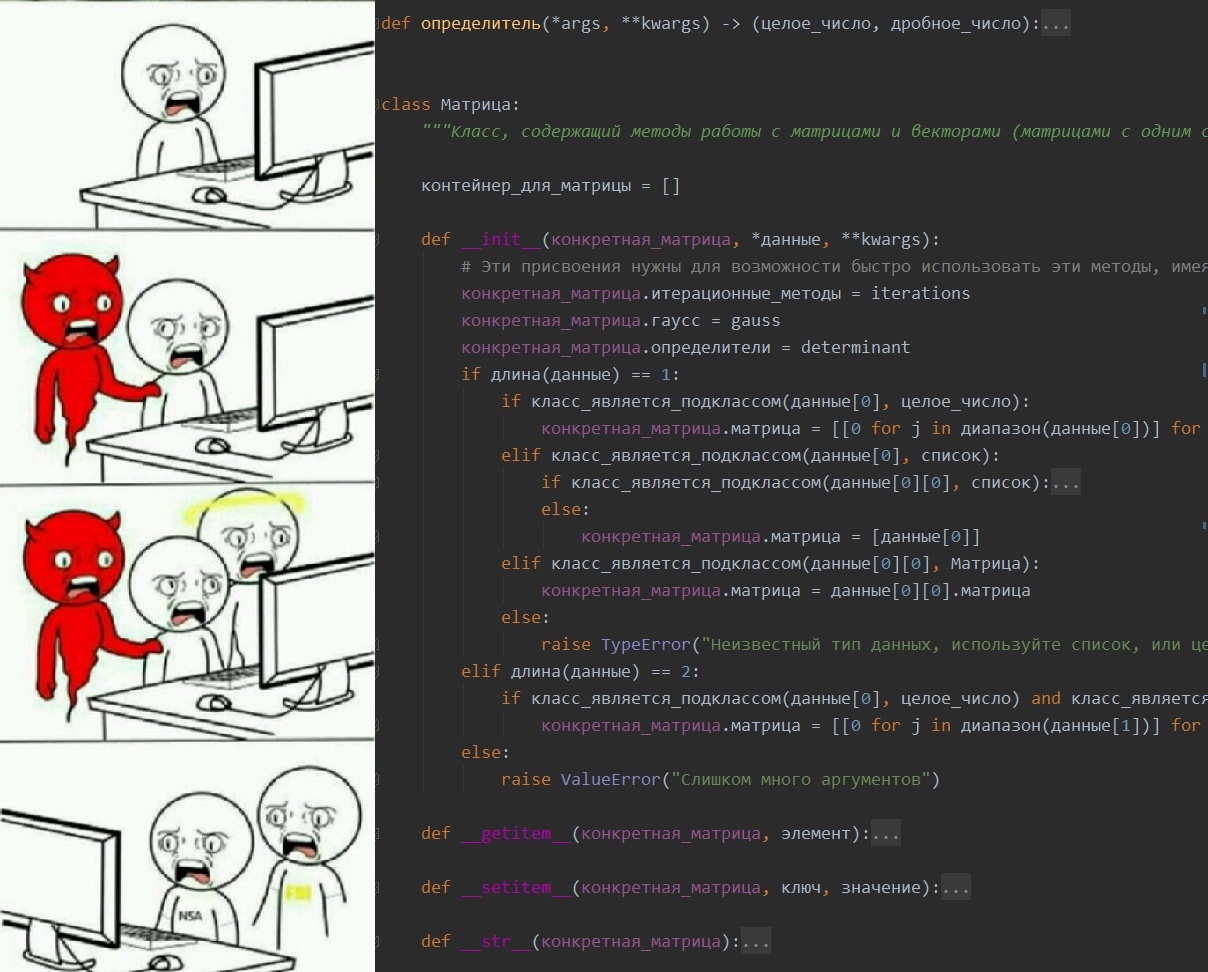 def определитель(*args, **kwargs) -> (целое_число, дробное_число):...
class Матрица:
"""Класс, содержащий методы работы с матрицами и векторами (матрицами с одним
контейнер_для_матрицы = []
def __init__(конкретная_матрица, *данные, **kwargs):
# Эти присвоения нужны для возможности быстро использовать эти методы,
конкретная_матрица.итерационные_методы = iterations
конкретная_матрица.гаусс = gauss
конкретная_матрица.определители = determinant
if длина(данные) == 1:
if класс_является_подклассом(данные[0], целое_число):
конкретная_матрица.матрица = [[0 for j in диапазон(данные[0])] for
elif класс_является_подклассом(данные[0], список):
if класс_является_подклассом(данные[0][0], список):...
else:
конкретная_матрица.матрица = [данные[0]]
elif класс_является_подклассом(данные[0][0], Матрица):
конкретная_матрица.матрица = данные[0][0].матрица
else:
raise TypeError("Неизвестный тип данных, используйте список, или це
elif длина(данные) == 2:
if класс_является_подклассом(данные[0], целое_число) and класс_является
конкретная_матрица.матрица = [[0 for j in диапазон(данные[1])] for
else:
raise ValueError("Слишком много аргументов")
def __getitem__(конкретная_матрица, элемент):...
def __setitem__(конкретная_матрица, ключ, значение):...
def __str__(конкретная_матрица):...
NSA
FBI